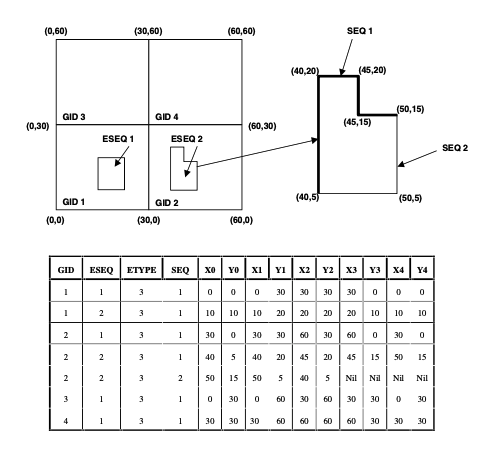 (0,60) (30,60) (60,60)
SEQ 1
(40,20) (45,20)
(50,15)
(45,15)
SEQ 2
GID 3 GID 4
(0,30) (60,30)
ESEQ 1 ESEQ 2
GID 1 GID 2
(40,5) (50,5)
(0,0) (30,0) (60,0)
GID ESEQ ETYPE SEQ X0 Y0 X1 Y1 X2 Y2 X3 Y3 X4 Y4
1 1 3 1 0 0 0 30 30 30 30 0 0 0
1 2 3 1 10 10 10 20 20 20 20 10 10 10
2 1 3 1 30 0 30 30 60 30 60 0 30 0
2 2 3 1 40 5 40 20 45 20 45 15 50 15
2 2 3 2 50 15 50 5 40 5 Nil Nil Nil Nil
3 1 3 1 0 30 0 60 30 60 30 30 0 30
4 1 3 1 30 30 30 60 60 60 60 30 30 30